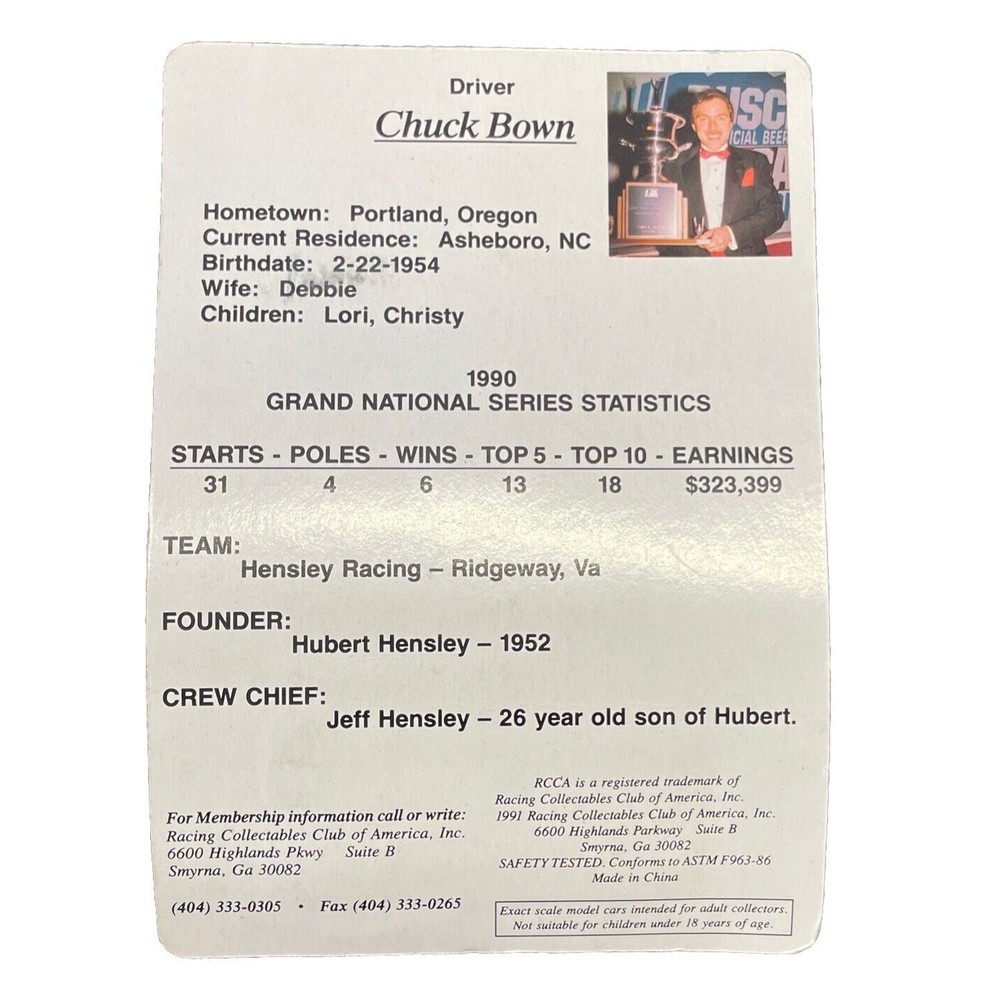 Driver
Chuck Bown
Hometown: Portland, Oregon
Current Residence: Asheboro, NC
Birthdate: 2-22-1954
Wife: Debbie
Children: Lori, Christy
1990
GRAND NATIONAL SERIES STATISTICS
STARTS - POLES - WINS - TOP 5 - TOP 10 - EARNINGS
31 4 6 13 18 $323,399
TEAM:
Hensley Racing – Ridgeway, Va
FOUNDER:
Hubert Hensley – 1952
CREW CHIEF:
Jeff Hensley – 26 year old son of Hubert.
For Membership information call or write:
Racing Collectables Club of America, Inc.
6600 Highlands Pkwy Suite B
Smyrna, Ga 30082
(404) 333-0305 • Fax (404) 333-0265
RCCA is a registered trademark of
Racing Collectables Club of America, Inc.
1991 Racing Collectables Club of America, Inc.
6600 Highlands Parkway Suite B
Smyrna, Ga 30082
SAFETY TESTED. Conforms to ASTM F963-86
Made in China
Exact scale model cars intended for adult collectors.
Not suitable for children under 18 years of age.